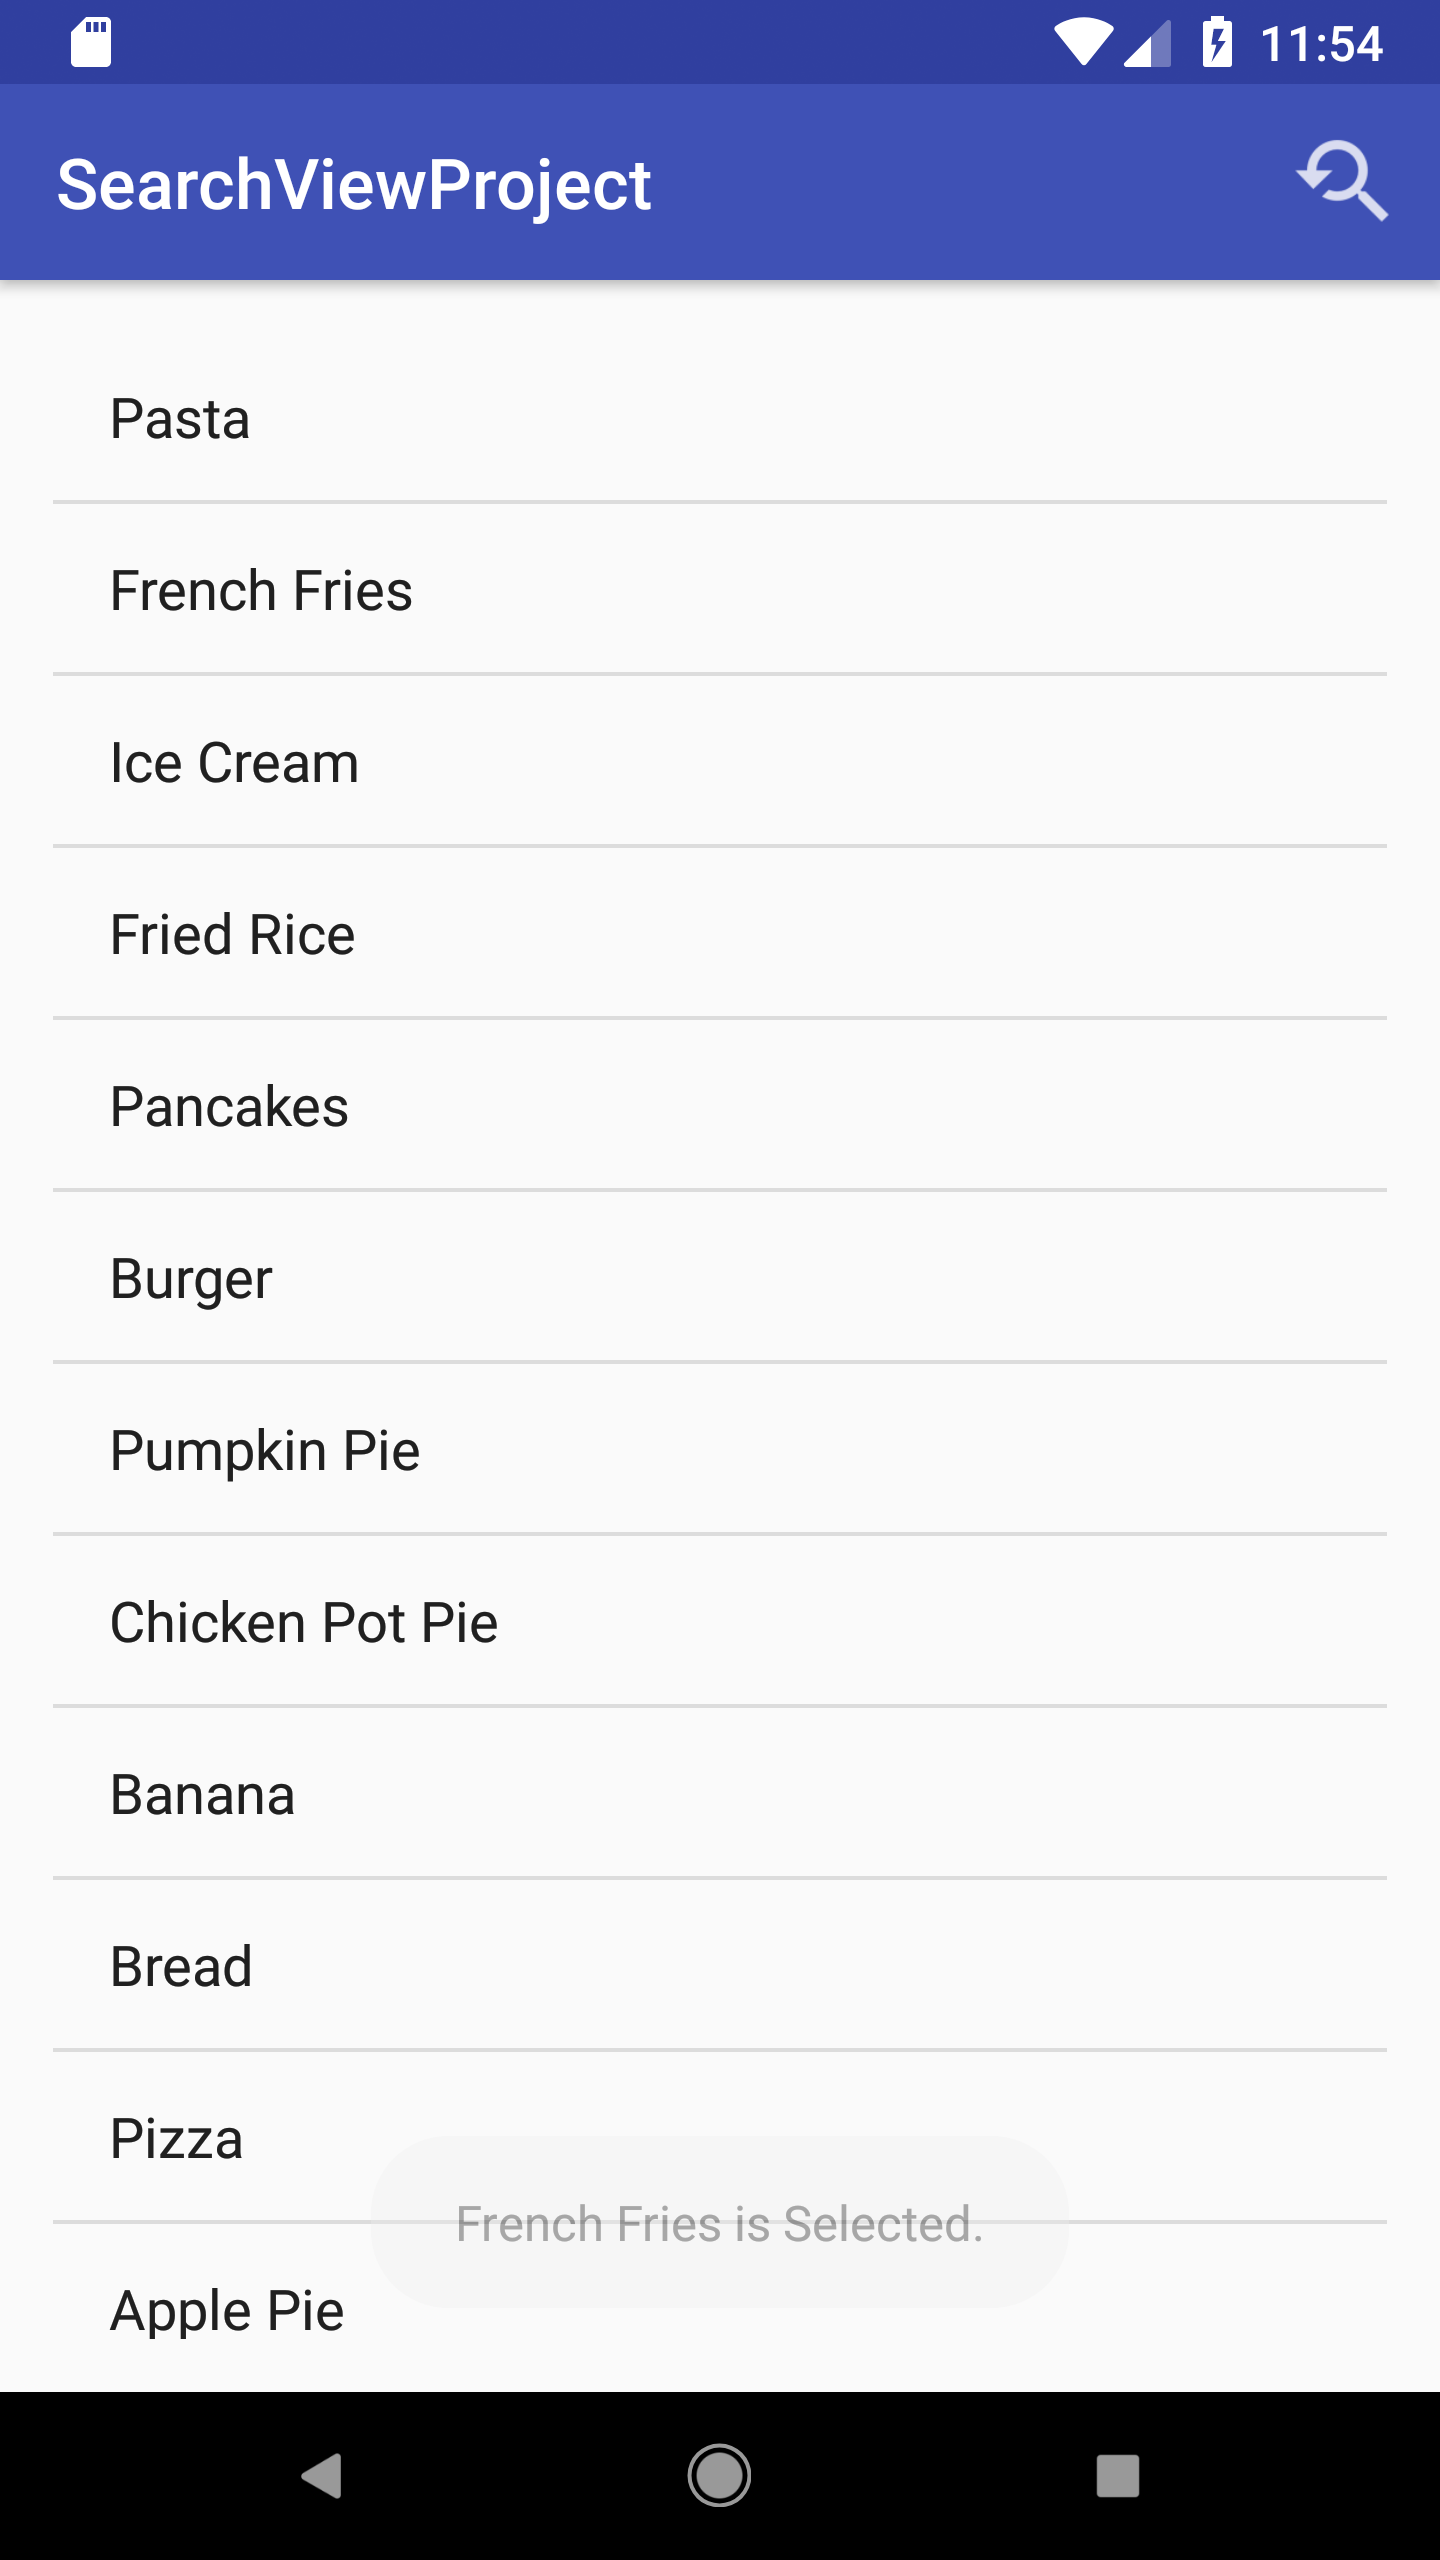 11:54
SearchViewProject
Pasta
French Fries
Ice Cream
Fried Rice
Pancakes
Burger
Pumpkin Pie
Chicken Pot Pie
Banana
Bread
Pizza
French Fries is Selected.
Apple Pie